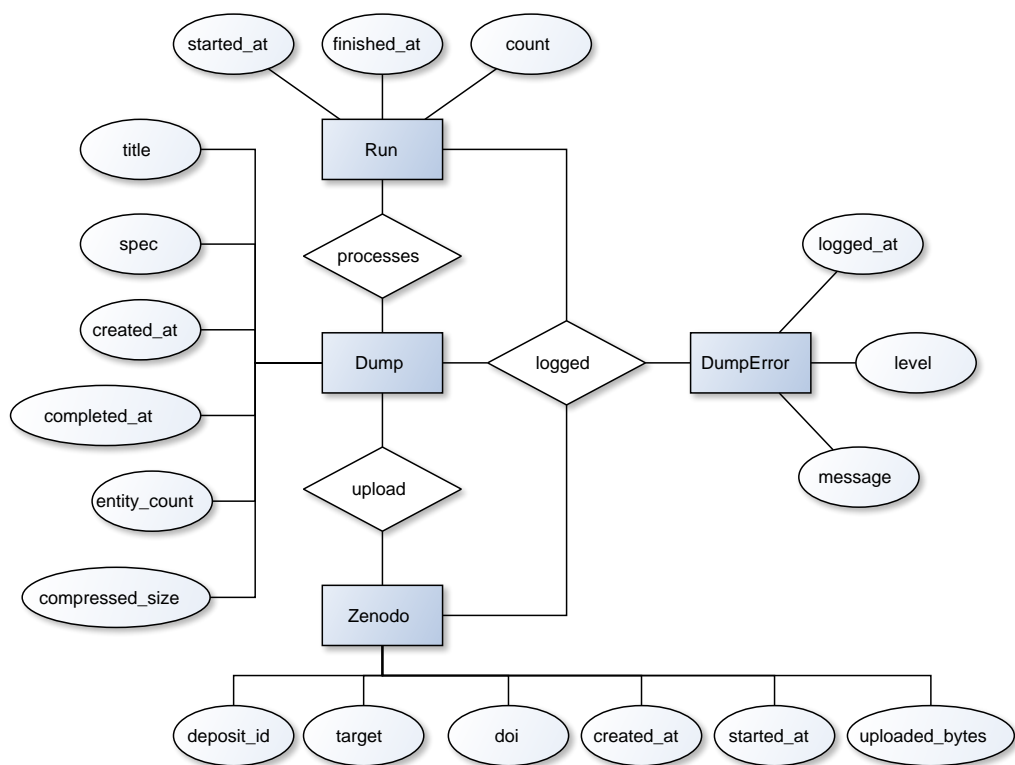 started_at
finished_at
count
Run
title
spec
created_at
completed_at
entity_count
compressed_size
processes
Dump
logged
DumpError
logged_at
level
message
upload
Zenodo
deposit_id
target
doi
created_at
started_at
uploaded_bytes